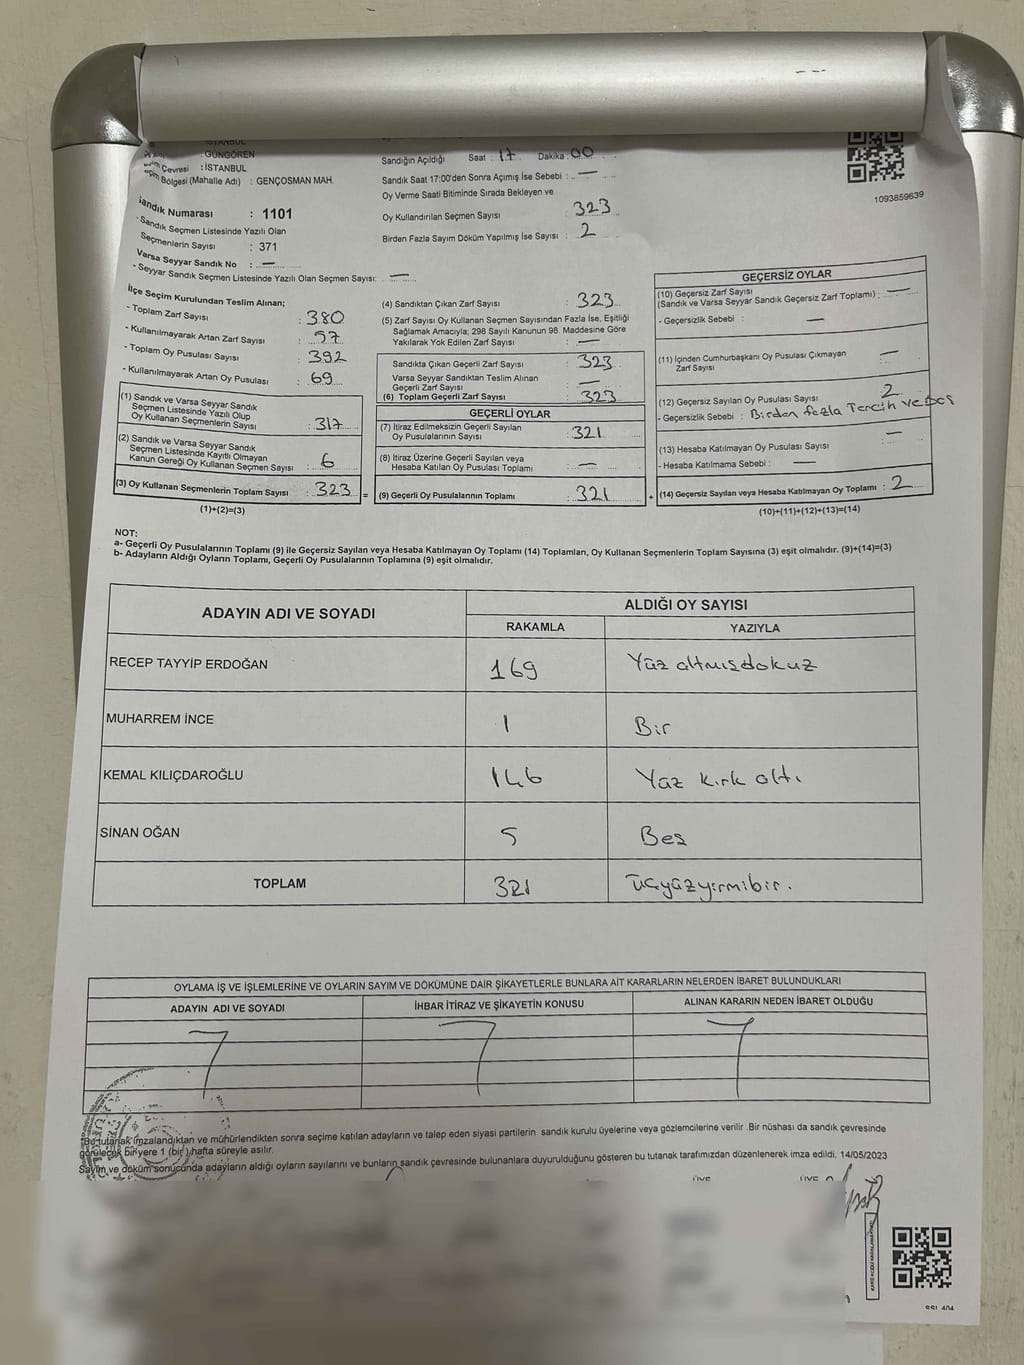 İSTANBUL
: GÜNGÖREN
Çevresi : İSTANBUL
Bölgesi (Mahalle Adı) : GENÇOSMAN MAH.
Sandık Numarası : 1101
- Sandık Seçmen Listesinde Yazılı Olan
Seçmenlerin Sayısı : 371
Varsa Seyyar Sandık No : —
- Seyyar Sandık Seçmen Listesinde Yazılı Olan Seçmen Sayısı: —
Sandığın Açıldığı Saat : 17 Dakika : 00
Sandık Saat 17:00'den Sonra Açımış İse Sebebi : —
Oy Verme Saati Bitiminde Sırada Bekleyen ve
Oy Kullandırılan Seçmen Sayısı : 323
Birden Fazla Sayım Döküm Yapılmış İse Sayısı : 2
1093859639
İlçe Seçim Kurulundan Teslim Alınan;
- Toplam Zarf Sayısı : 380
- Kullanılmayarak Artan Zarf Sayısı : 57
- Toplam Oy Pusulası Sayısı : 392
- Kullanılmayarak Artan Oy Pusulası : 69
(1) Sandık ve Varsa Seyyar Sandık
Seçmen Listesinde Yazılı Olup
Oy Kullanan Seçmenlerin Sayısı : 317
(2) Sandık ve Varsa Seyyar Sandık
Seçmen Listesinde Kayıtlı Olmayan
Kanun Gereği Oy Kullanan Seçmen Sayısı : 6
(3) Oy Kullanan Seçmenlerin Toplam Sayısı : 323 =
(1)+(2)=(3)
(4) Sandıktan Çıkan Zarf Sayısı : 323
(5) Zarf Sayısı Oy Kullanan Seçmen Sayısından Fazla İse, Eşitliği
Sağlamak Amacıyla; 298 Sayılı Kanunun 98. Maddesine Göre
Yakılarak Yok Edilen Zarf Sayısı : —
Sandıkta Çıkan Geçerli Zarf Sayısı : 323
Varsa Seyyar Sandıktan Teslim Alınan
Geçerli Zarf Sayısı : —
(6) Toplam Geçerli Zarf Sayısı : 323
GEÇERLİ OYLAR
(7) İtiraz Edilmeksizin Geçerli Sayılan
Oy Pusulalarının Sayısı : 321
(8) İtiraz Üzerine Geçerli Sayılan veya
Hesaba Katılan Oy Pusulası Toplamı : —
(9) Geçerli Oy Pusulalarının Toplamı : 321 +
GEÇERSİZ OYLAR
(10) Geçersiz Zarf Sayısı
(Sandık ve Varsa Seyyar Sandık Geçersiz Zarf Toplamı) : —
- Geçersizlik Sebebi : —
(11) İçinden Cumhurbaşkanı Oy Pusulası Çıkmayan
Zarf Sayısı —
(12) Geçersiz Sayılan Oy Pusulası Sayısı : 2
- Geçersizlik Sebebi : Birden fazla Tercih ve
(13) Hesaba Katılmayan Oy Pusulası Sayısı —
- Hesaba Katılmama Sebebi : —
(14) Geçersiz Sayılan veya Hesaba Katılmayan Oy Toplamı : 2
(10)+(11)+(12)+(13)=(14)
NOT:
a- Geçerli Oy Pusulalarının Toplamı (9) ile Geçersiz Sayılan veya Hesaba Katılmayan Oy Toplamı (14) Toplamları, Oy Kullanan Seçmenlerin Toplam Sayısına (3) eşit olmalıdır. (9)+(14)=(3)
b- Adayların Aldığı Oyların Toplamı, Geçerli Oy Pusulalarının Toplamına (9) eşit olmalıdır.
ADAYIN ADI VE SOYADI
ALDIĞI OY SAYISI
RAKAMLA YAZIYLA
RECEP TAYYİP ERDOĞAN 169 Yüz altmışdokuz
MUHARREM İNCE 1 Bir
KEMAL KILIÇDAROĞLU 146 Yüz kırk altı
SİNAN OĞAN 5 Beş
TOPLAM 321 üçyüzyirmibir.
OYLAMA İŞ VE İŞLEMLERİNE VE OYLARIN SAYIM VE DÖKÜMÜNE DAİR ŞİKAYETLERLE BUNLARA AİT KARARLARIN NELERDEN İBARET BULUNDUKLARI
ADAYIN ADI VE SOYADI İHBAR İTİRAZ VE ŞİKAYETİN KONUSU ALINAN KARARIN NEDEN İBARET OLDUĞU
Bu tutanak imzalandıktan ve mühürlendikten sonra seçime katılan adayların ve talep eden siyasi partilerin sandık kurulu üyelerine veya gözlemcilerine verilir .Bir nüshası da sandık çevresinde
görülecek bir yere 1 (bir) hafta süreyle asılır.
Sayım ve döküm sonucunda adayların aldığı oyların sayılarını ve bunların sandık çevresinde bulunanlara duyurulduğunu gösteren bu tutanak tarafımızdan düzenlenerek imza edildi. 14/05/2023
ÜYE ÜYE